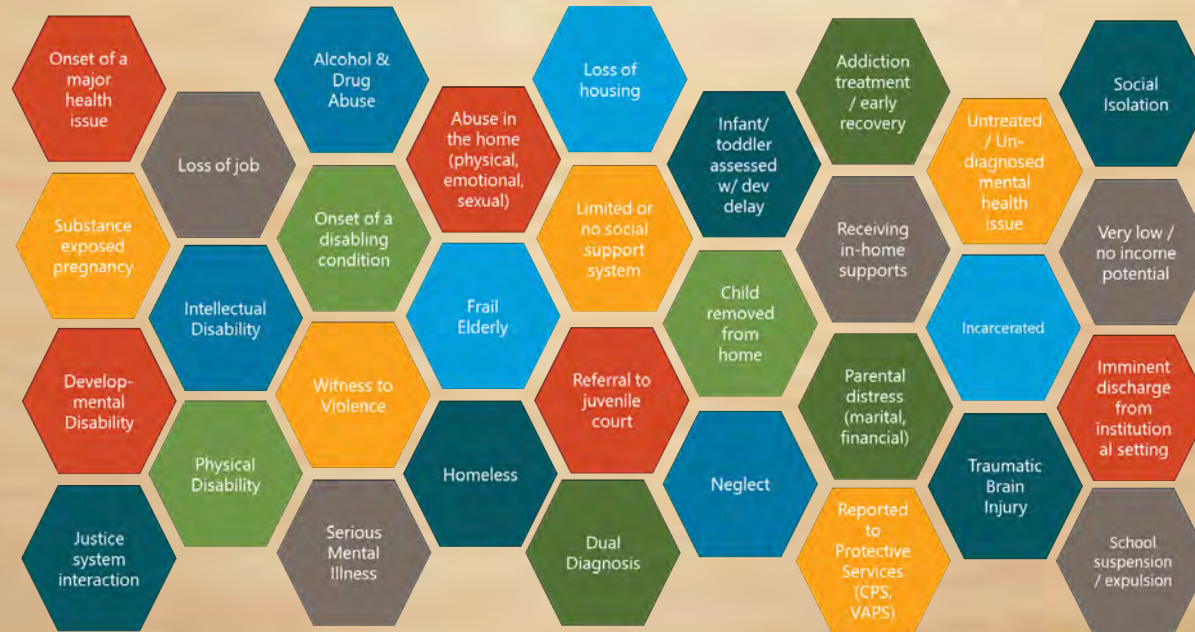 Onset of a
major
health
issue
Substance
exposed
pregnancy
Develop-
mental
Disability
Justice
system
interaction
Loss of job
Intellectual
Disability
Physical
Disability
Alcohol &
Drug
Abuse
Onset of a
disabling
condition
Witness to
Violence
Serious
Mental
Illness
Abuse in
the home
(physical,
emotional,
sexual)
Frail
Elderly
Homeless
Loss of
housing
Limited or
no social
support
system
Referral to
juvenile
court
Dual
Diagnosis
Infant/
toddler
assessed
w/ dev
delay
Child
removed
from
home
Neglect
Addiction
treatment
/ early
recovery
Receiving
in-home
supports
Parental
distress
(marital,
financial)
Reported
to
Protective
Services
(CPS,
VAPS)
Untreated
/ Un-
diagnosed
mental
health
issue
Incarcerated
Traumatic
Brain
Injury
Social
Isolation
Very low /
no income
potential
Imminent
discharge
from
institution
al setting
School
suspension
/ expulsion